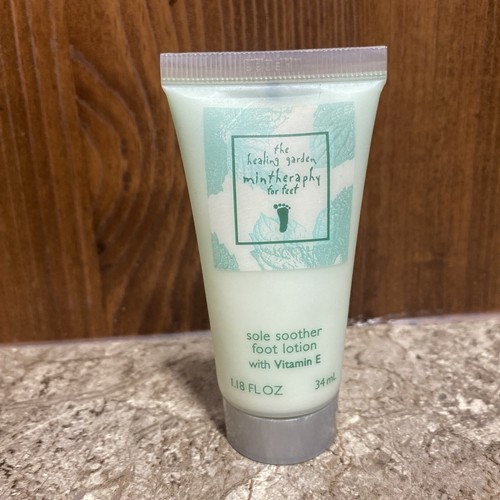 the
healing garden
mintheraphy
for feet
sole soother
foot lotion
with Vitamin E
1.18 FL OZ 34 mL